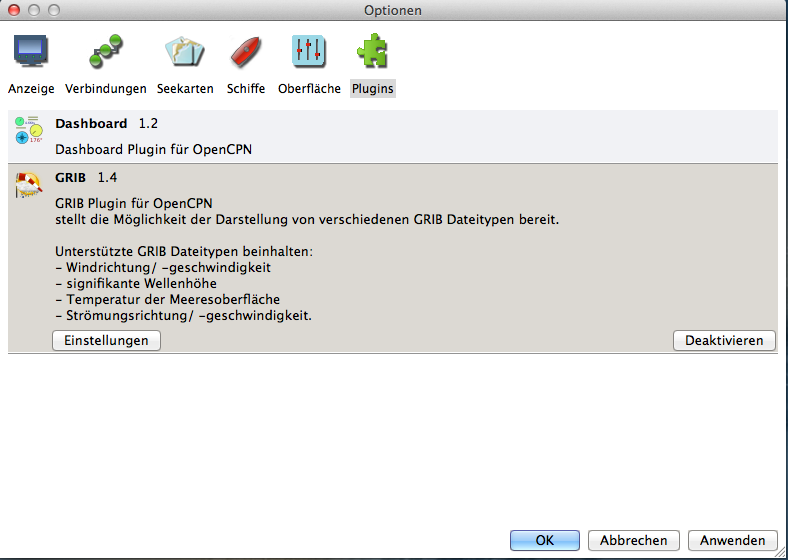 Optionen
Anzeige Verbindungen Seekarten Schiffe Oberfläche Plugins
Dashboard 1.2
Dashboard Plugin für OpenCPN
GRIB 1.4
GRIB Plugin für OpenCPN
stellt die Möglichkeit der Darstellung von verschiedenen GRIB Dateitypen bereit.
Unterstützte GRIB Dateitypen beinhalten:
- Windrichtung/ -geschwindigkeit
- signifikante Wellenhöhe
- Temperatur der Meeresoberfläche
- Strömungsrichtung/ -geschwindigkeit.
Einstellungen Deaktivieren
OK Abbrechen Anwenden